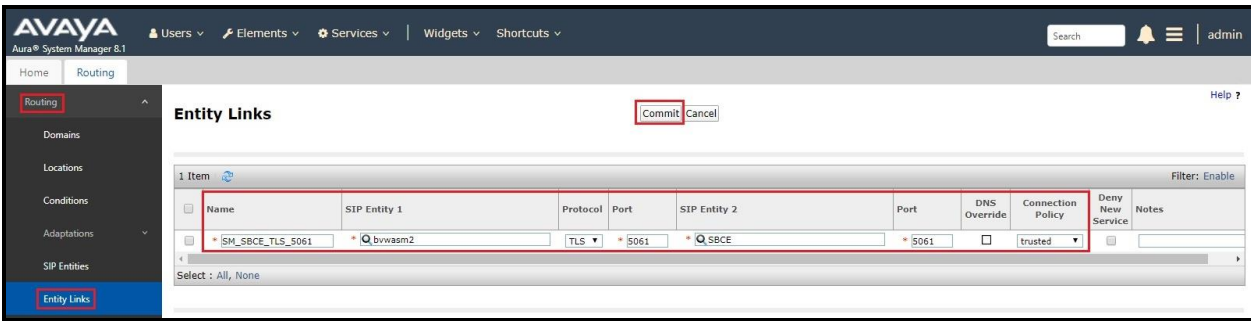 AVAYA
Aura® System Manager 8.1
Users Elements Services | Widgets Shortcuts Search admin
Home Routing
Routing
Help ?
Entity Links Commit Cancel
Domains
Locations
1 Item Filter: Enable
Conditions
Name SIP Entity 1 Protocol Port SIP Entity 2 Port DNS Override Connection Policy Deny New Service Notes
Adaptations
* SM_SBCE_TLS_5061 * bvwasm2 TLS * 5061 * SBCE * 5061 trusted
SIP Entities
Select : All, None
Entity Links